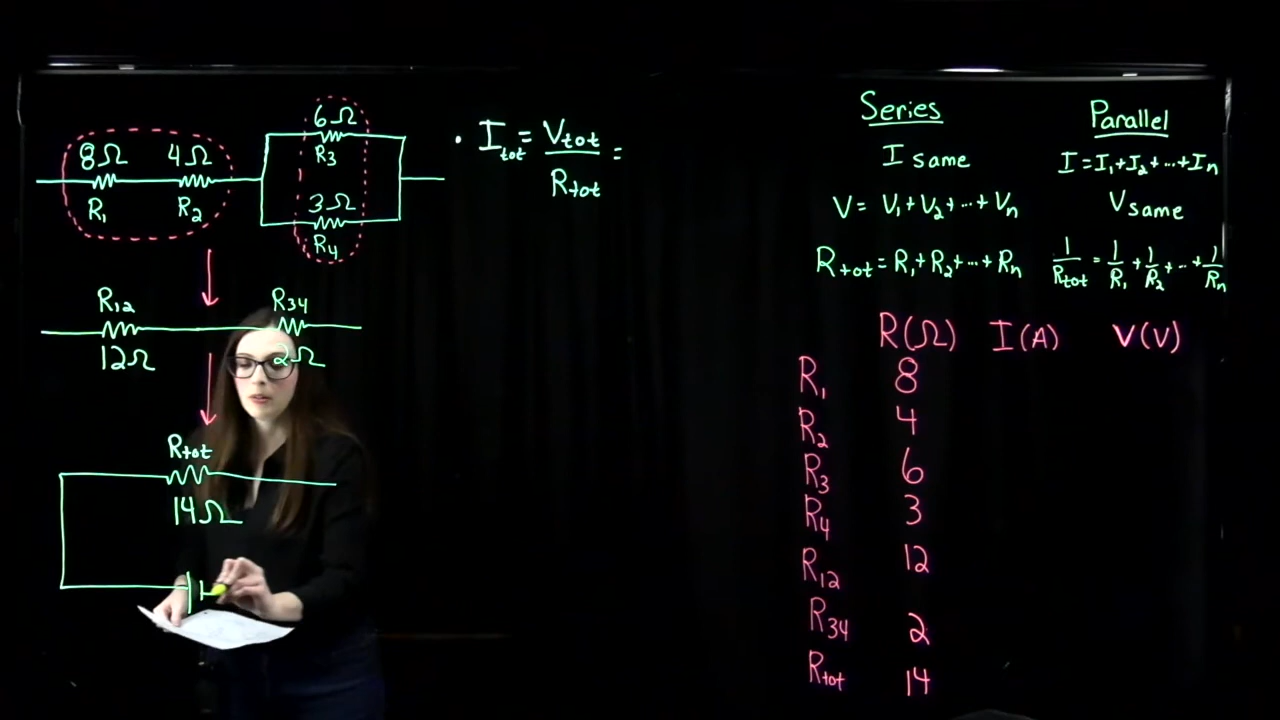 6Ω
R3
8Ω 4Ω
R1 R2
3Ω
R4
R12 R34
12Ω 2Ω
Rtot
14Ω
· Itot = Vtot / Rtot =
Series
I same
V = V1 + V2 + ... + Vn
Rtot = R1 + R2 + ... + Rn
Parallel
I = I1 + I2 + ... + In
V same
1/Rtot = 1/R1 + 1/R2 + ... + 1/Rn
R(Ω) I(A) V(V)
R1 8
R2 4
R3 6
R4 3
R12 12
R34 2
Rtot 14